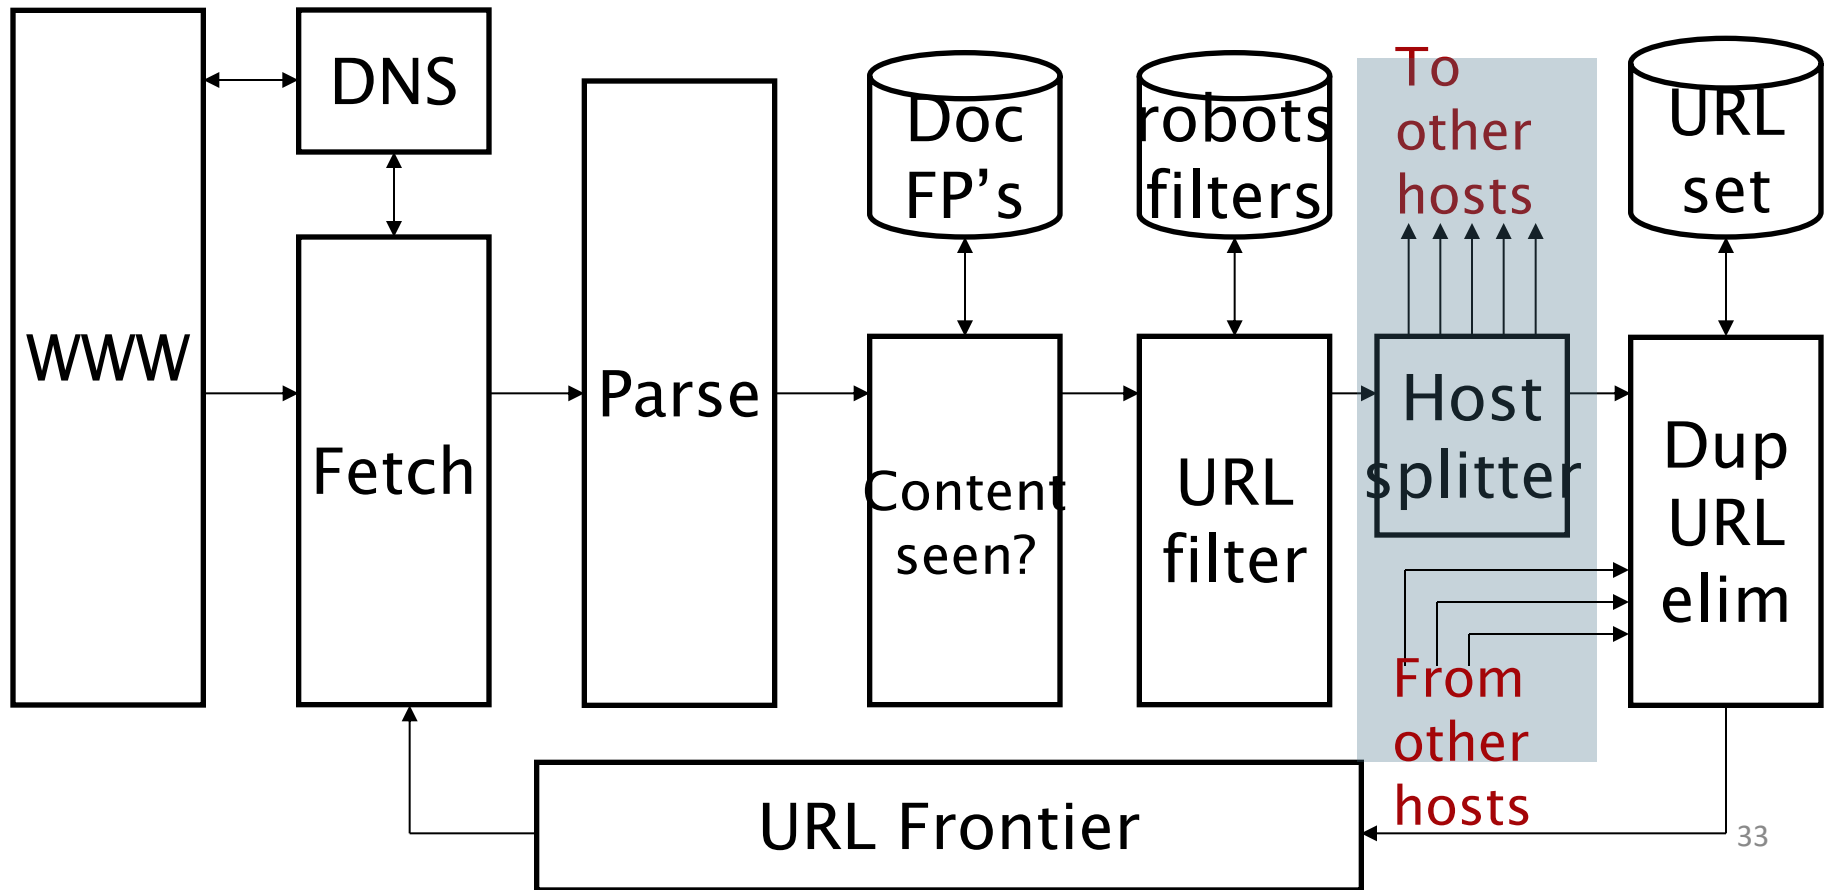 WWW
DNS
Fetch
Parse
Doc
FP’s
Content
seen?
robots
filters
URL
filter
To
other
hosts
Host
splitter
From
other
hosts
URL
set
Dup
URL
elim
URL Frontier
33